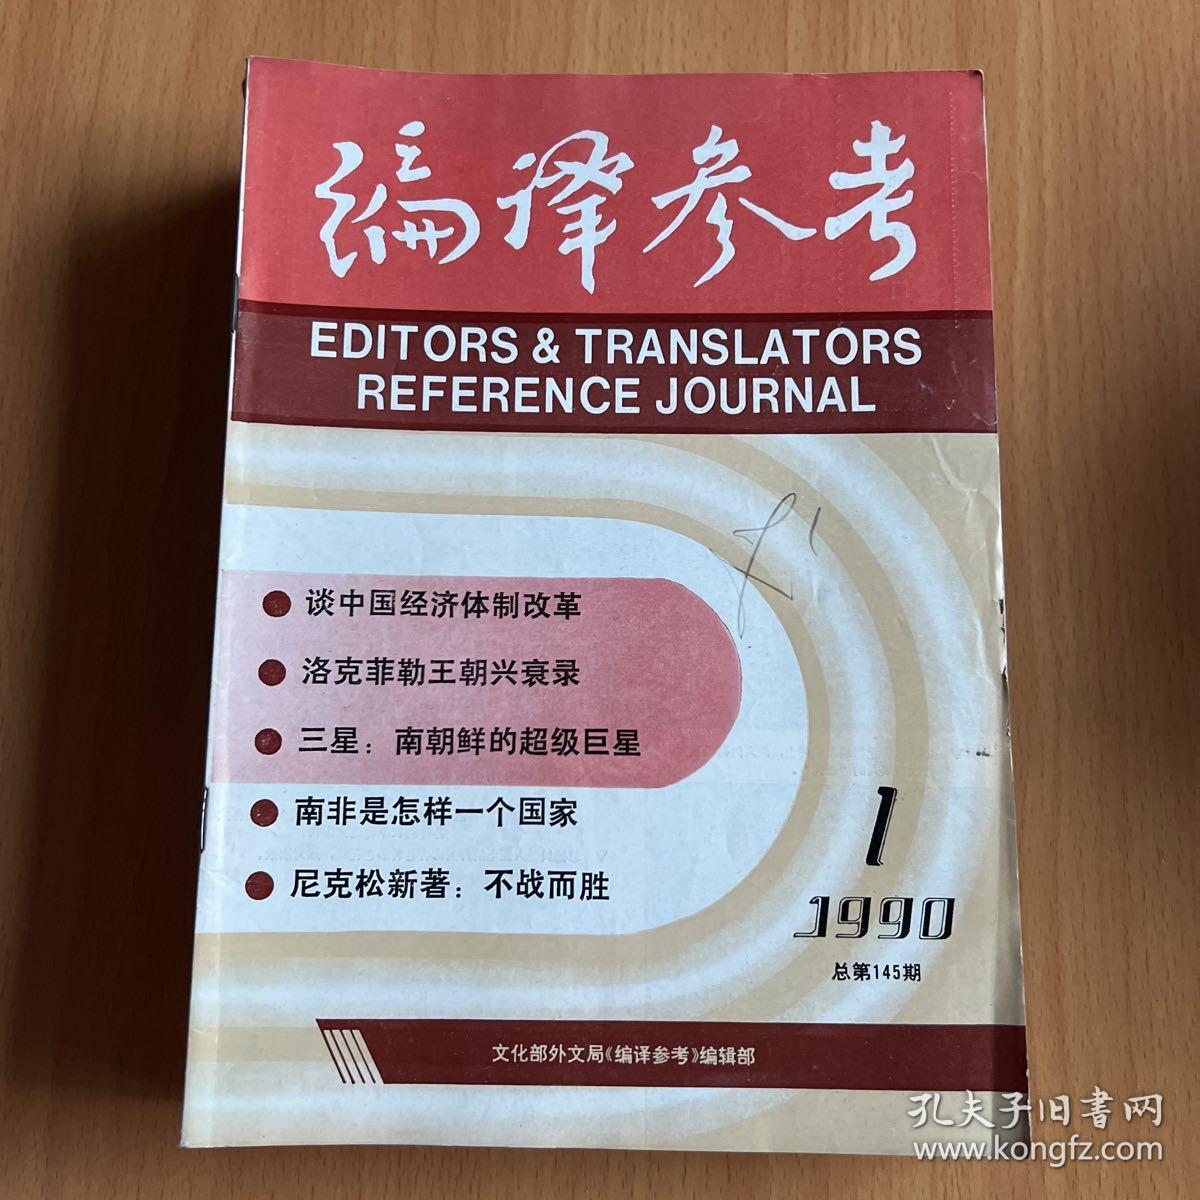 编译参考
EDITORS & TRANSLATORS
REFERENCE JOURNAL
● 谈中国经济体制改革
● 洛克菲勒王朝兴衰录
● 三星：南朝鲜的超级巨星
● 南非是怎样一个国家
● 尼克松新著：不战而胜
1
1990
总第145期
文化部外文局《编译参考》编辑部
孔夫子旧书网
www.kongfz.com